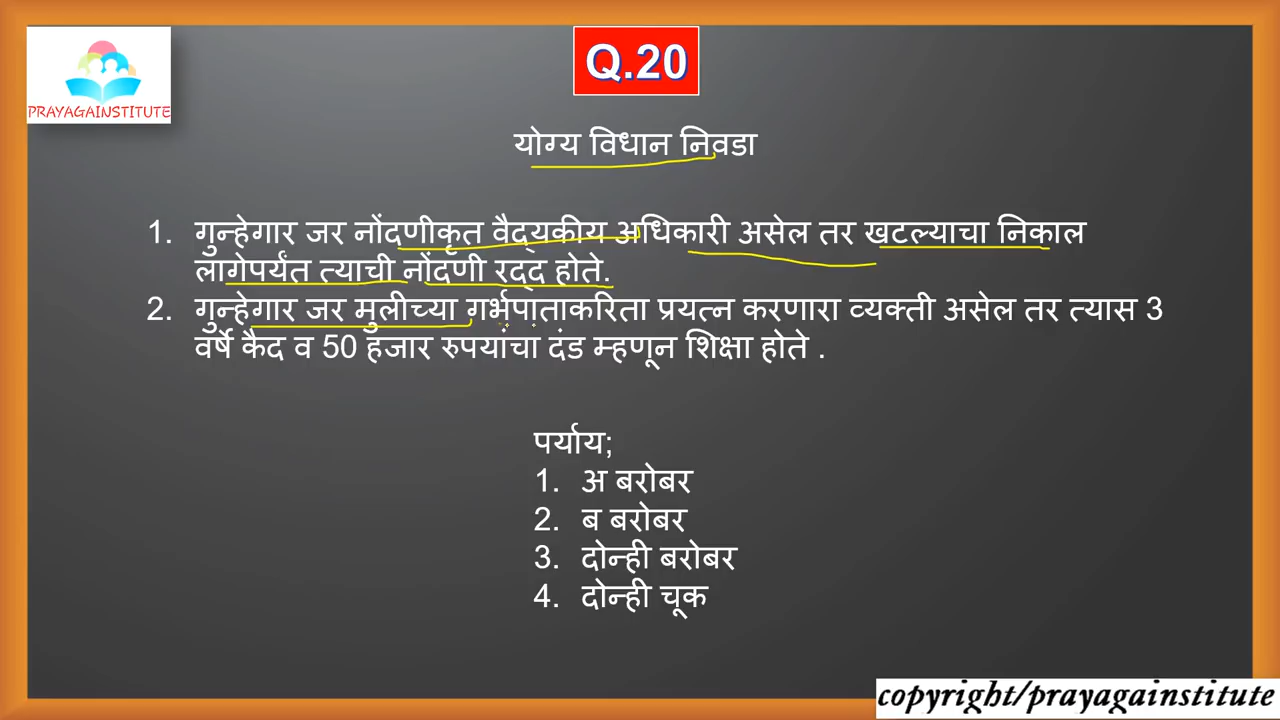 PRAYAGAINSTITUTE
Q.20
योग्य विधान निवडा
1. गुन्हेगार जर नोंदणीकृत वैद्यकीय अधिकारी असेल तर खटल्याचा निकाल
लागेपर्यंत त्याची नोंदणी रद्द होते.
2. गुन्हेगार जर मुलीच्या गर्भपाताकरिता प्रयत्न करणारा व्यक्ती असेल तर त्यास 3
वर्षे कैद व 50 हजार रुपयांचा दंड म्हणून शिक्षा होते .
पर्याय;
1. अ बरोबर
2. ब बरोबर
3. दोन्ही बरोबर
4. दोन्ही चूक
copyright/prayagainstitute